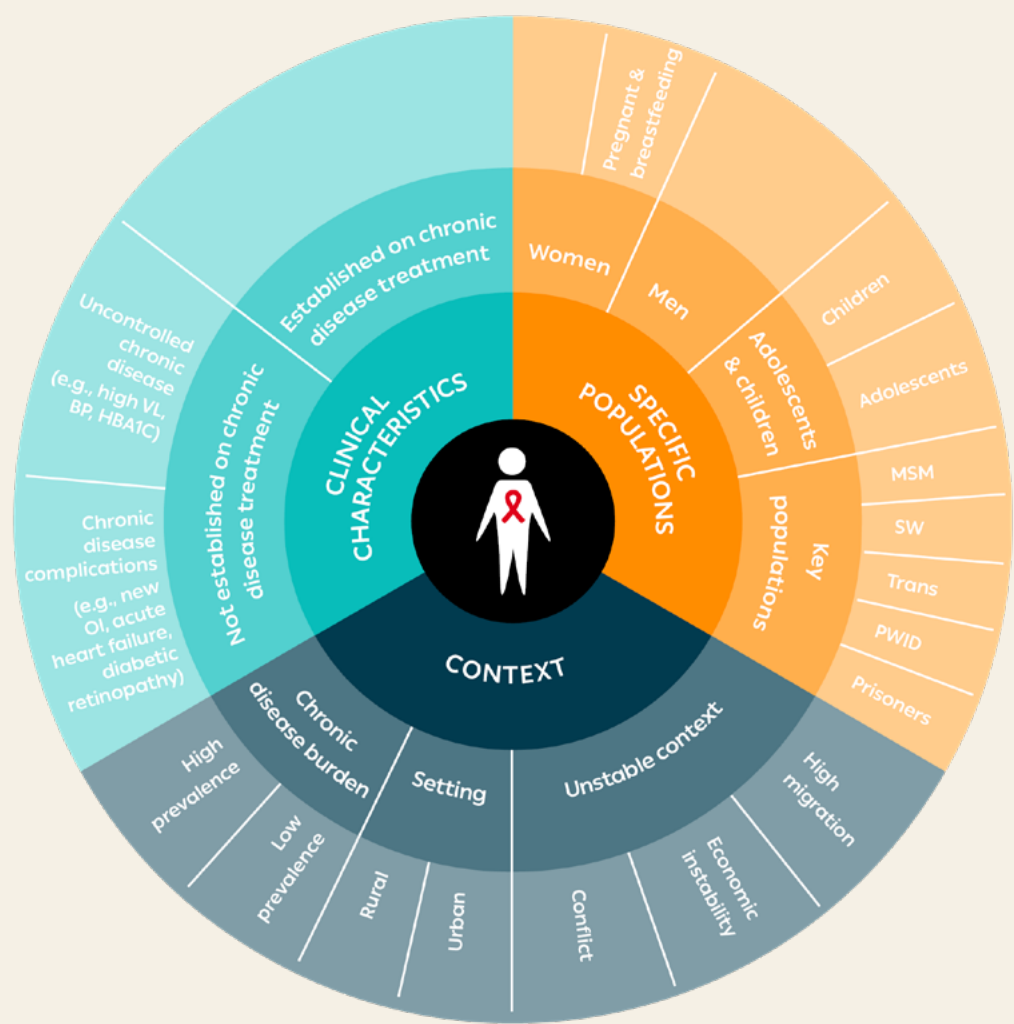 CLINICAL
CHARACTERISTICS
Established on chronic
disease treatment
Not established on chronic
disease treatment
Uncontrolled
chronic
disease
(e.g., high VL,
BP, HBA1C)
Chronic
disease
complications
(e.g., new
OI, acute
heart failure,
diabetic
retinopathy)
SPECIFIC
POPULATIONS
Women
Pregnant &
breastfeeding
Men
Adolescents
& children
Children
Adolescents
Key
populations
MSM
SW
Trans
PWID
Prisoners
CONTEXT
Chronic
disease burden
High
prevalence
Low
prevalence
Setting
Rural
Urban
Unstable context
Conflict
Economic
instability
High
migration